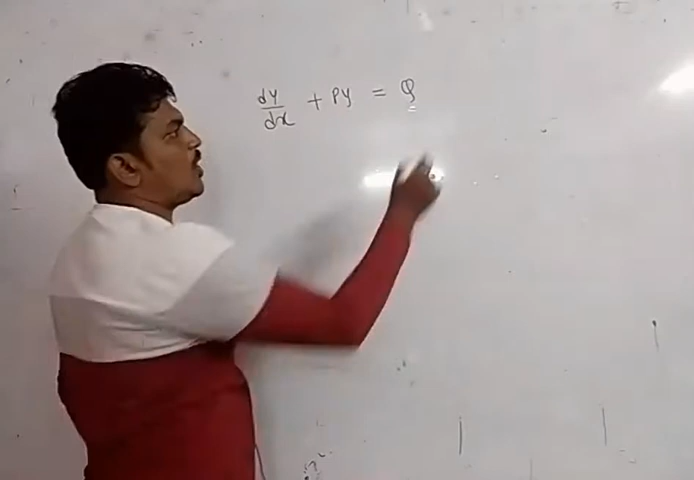 dy/dx + Py = Q